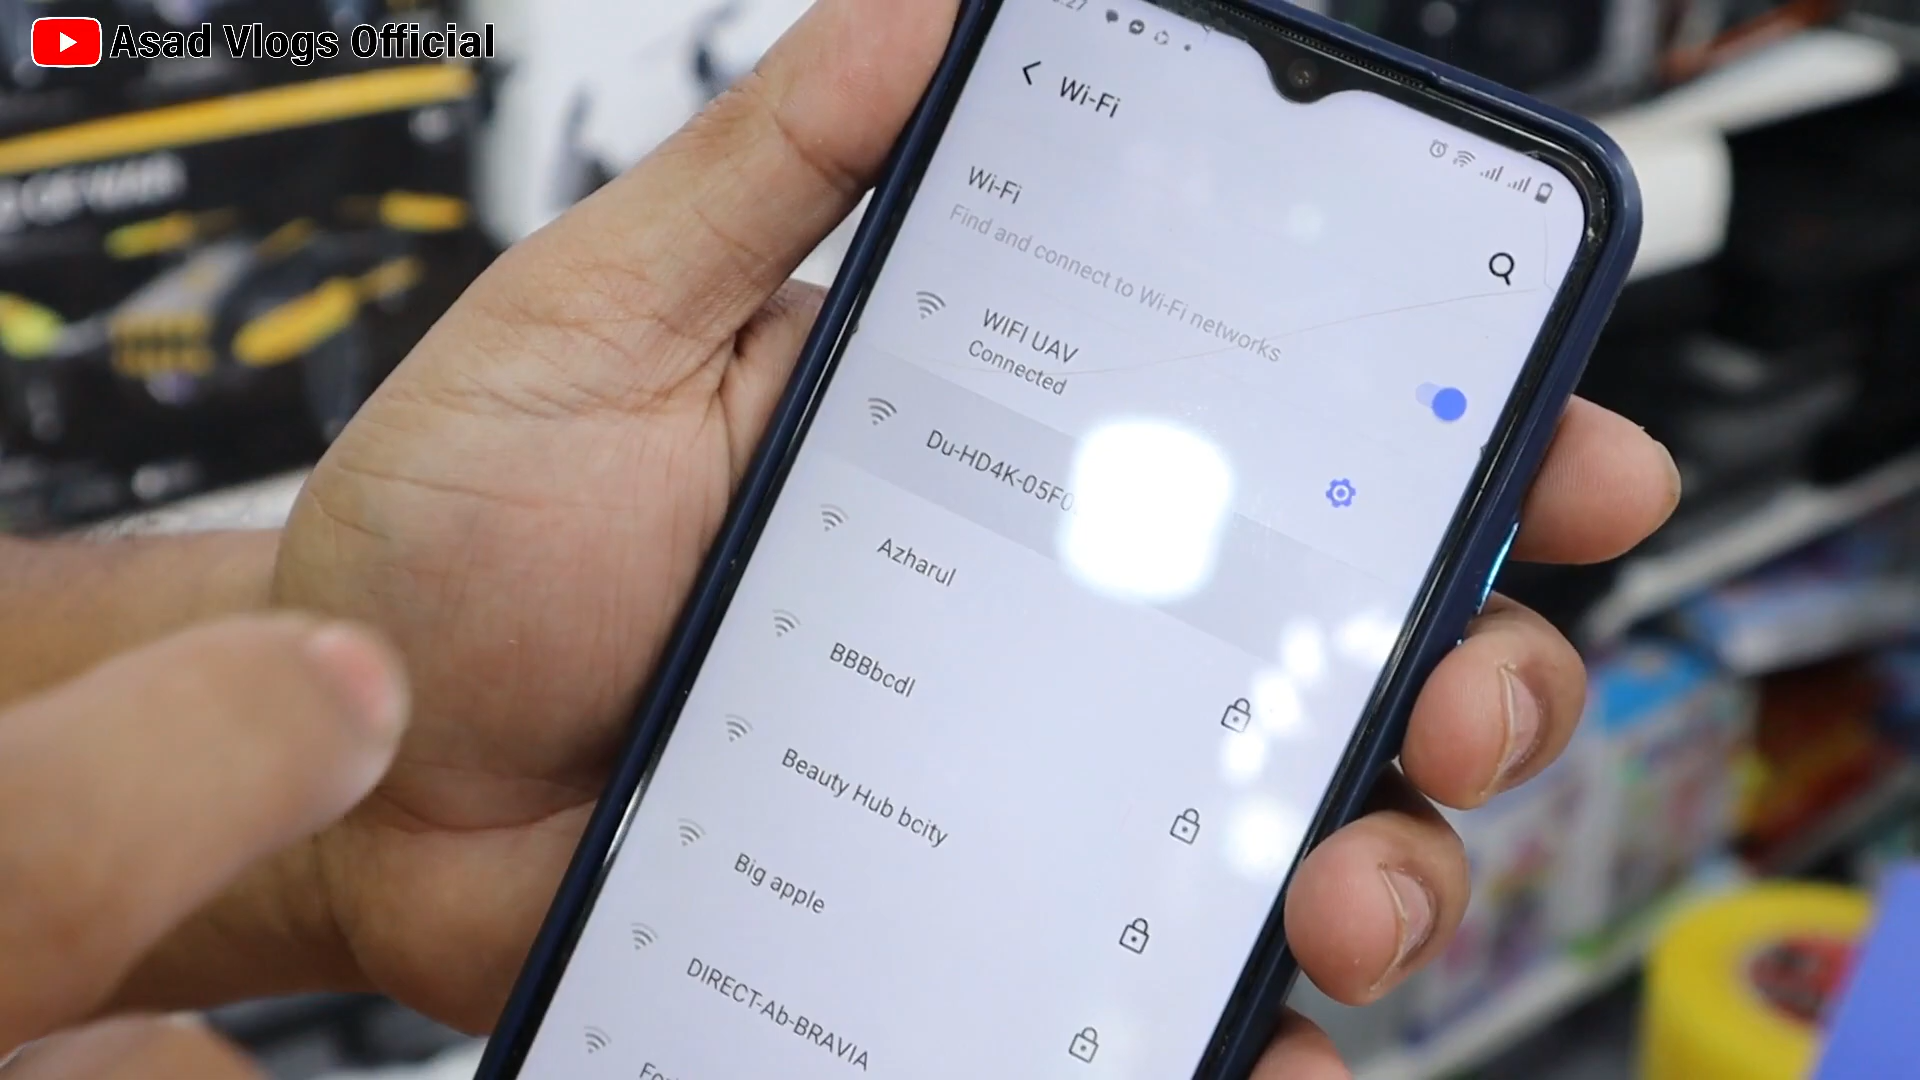 Asad Vlogs Official
Wi-Fi
Wi-Fi
Find and connect to Wi-Fi networks
WIFI UAV
Connected
Du-HD4K-05F0
Azharul
BBBbcdl
Beauty Hub bcity
Big apple
DIRECT-Ab-BRAVIA